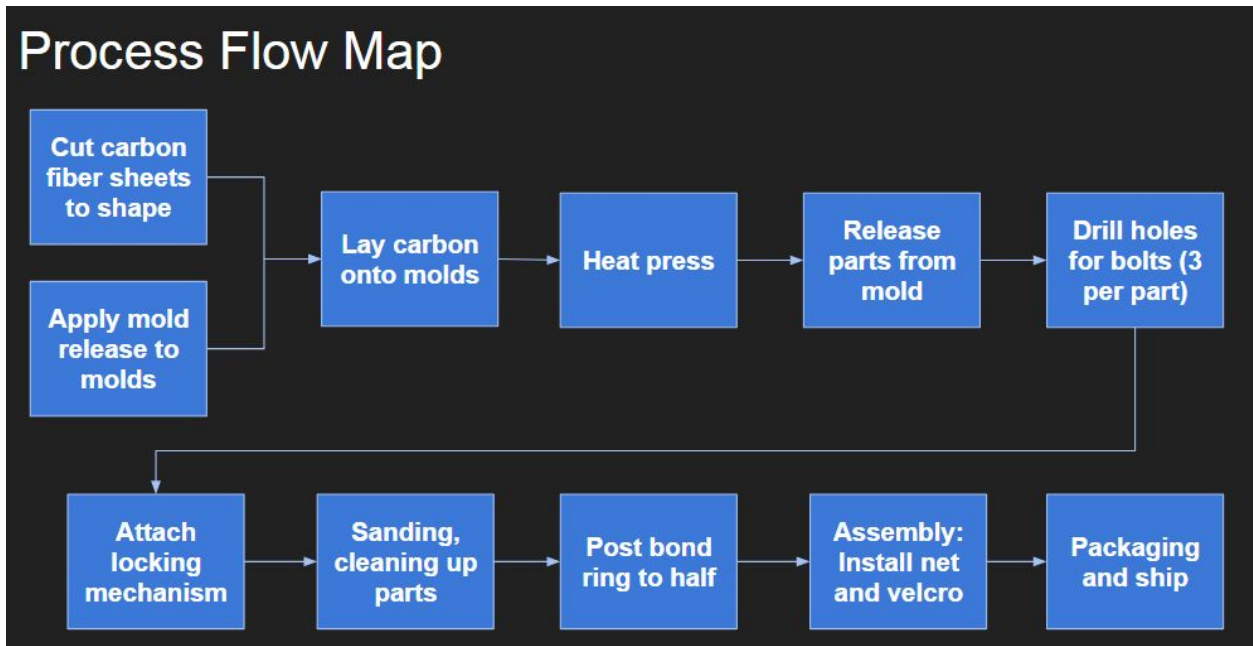 Process Flow Map
Cut carbon
fiber sheets
to shape
Apply mold
release to
molds
Lay carbon
onto molds
Heat press
Release
parts from
mold
Drill holes
for bolts (3
per part)
Attach
locking
mechanism
Sanding,
cleaning up
parts
Post bond
ring to half
Assembly:
Install net
and velcro
Packaging
and ship